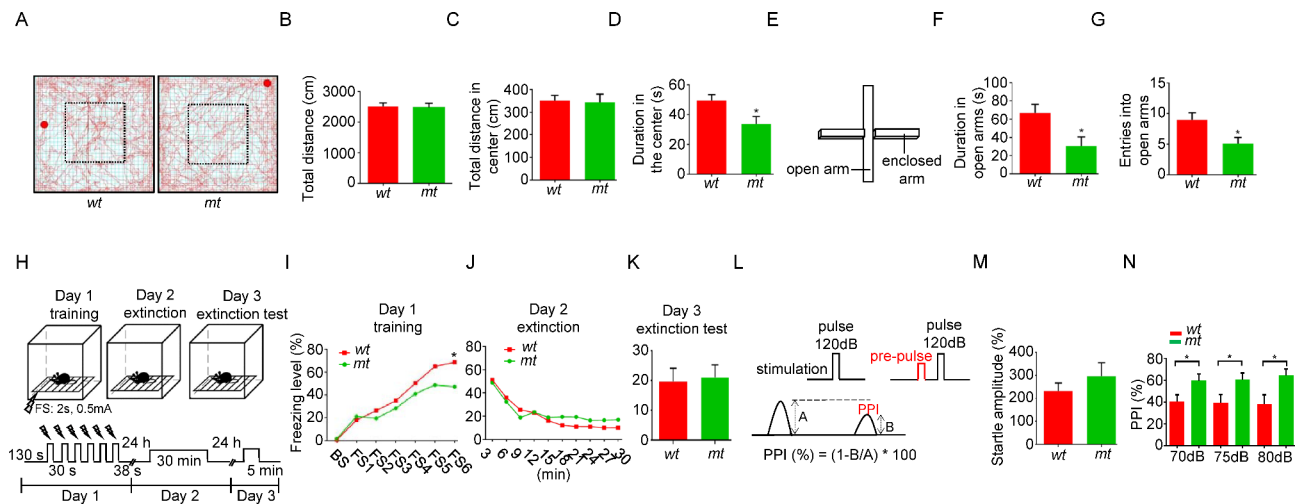 A
B
C
D
E
F
G
Total distance (cm)
3000
2000
1000
0
wt
mt
wt
mt
Total distance in
center (cm)
400
300
200
100
0
wt
mt
Duration in
the center (s)
60
40
20
0
*
wt
mt
open arm
enclosed
arm
Duration in
open arms (s)
100
80
60
40
20
0
*
wt
mt
Entries into
open arms
15
10
5
0
*
wt
mt
H
I
J
K
L
M
N
Day 1
training
Day 2
extinction
Day 3
extinction test
FS: 2s, 0.5mA
130 s
30 s
38 s
24 h
30 min
24 h
5 min
Day 1
Day 2
Day 3
Day 1
training
Freezing level (%)
80
60
40
20
0
wt
mt
*
BS
FS1
FS2
FS3
FS4
FS5
FS6
Day 2
extinction
80
60
40
20
0
wt
mt
3
6
9
12
15
18
21
24
27
30
(min)
Day 3
extinction test
30
20
10
0
wt
mt
pulse
120dB
pulse
120dB
pre-pulse
stimulation
A
PPI
B
PPI (%) = (1-B/A) * 100
Startle amplitude (%)
400
300
200
100
0
wt
mt
wt
mt
PPI (%)
80
60
40
20
0
*
*
*
70dB
75dB
80dB